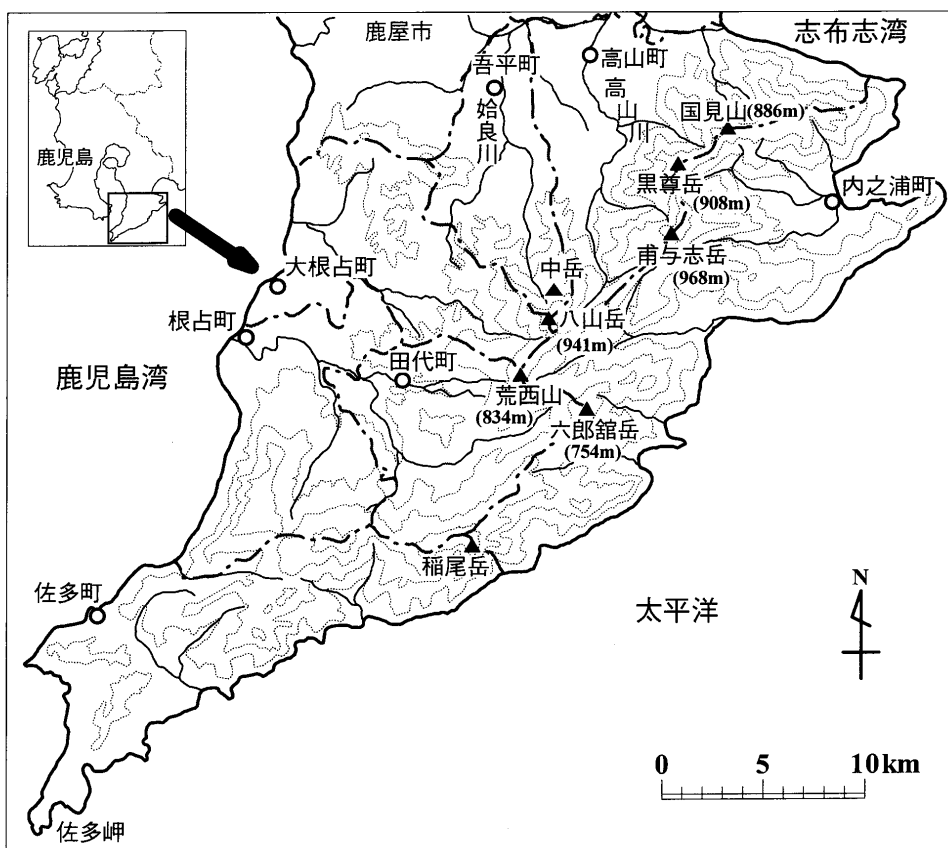 鹿屋市
志布志湾
吾平町
高山町
姶良川
高山川
国見山(886m)
鹿児島
黒尊岳
(908m)
内之浦町
甫与志岳
(968m)
大根占町
中岳
根占町
八山岳
(941m)
田代町
鹿児島湾
荒西山
(834m)
六郎舘岳
(754m)
稲尾岳
佐多町
太平洋
N
0 5 10km
佐多岬